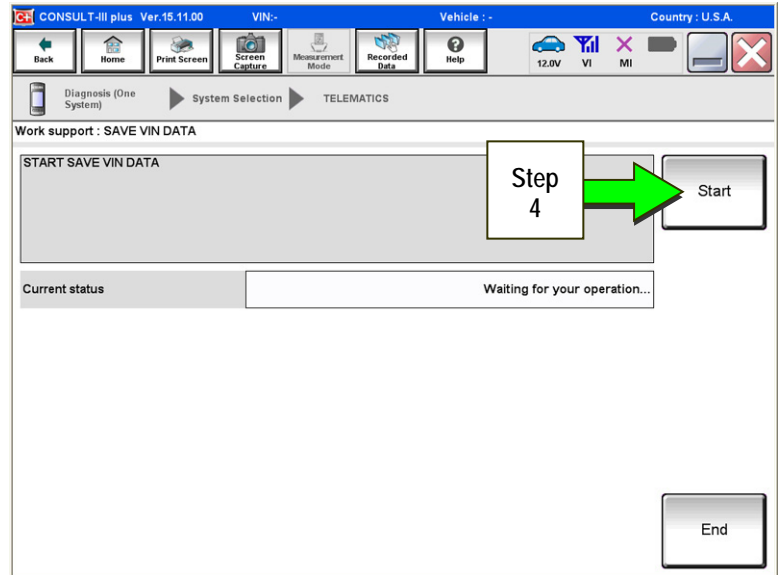 C+ CONSULT-III plus Ver.15.11.00 VIN:- Vehicle : - Country : U.S.A.
Back
Home
Print Screen
Screen
Capture
Measurement
Mode
Recorded
Data
Help
12.0V
VI
MI
Diagnosis (One
System)
System Selection
TELEMATICS
Work support : SAVE VIN DATA
START SAVE VIN DATA
Step
4
Start
Current status
Waiting for your operation...
End